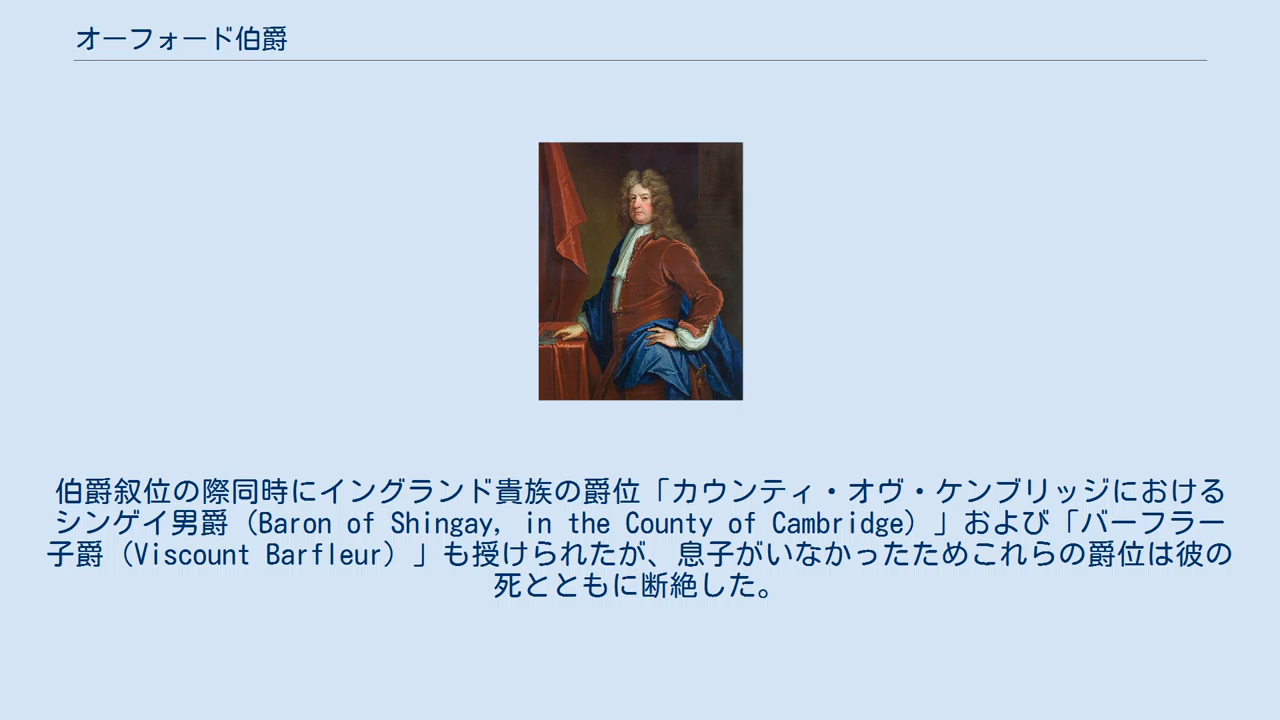 オーフォード伯爵
伯爵叙位の際同時にイングランド貴族の爵位「カウンティ・オヴ・ケンブリッジにおける
シンゲイ男爵（Baron of Shingay, in the County of Cambridge）」および「バーフラー
子爵（Viscount Barfleur）」も授けられたが、息子がいなかったためこれらの爵位は彼の
死とともに断絶した。